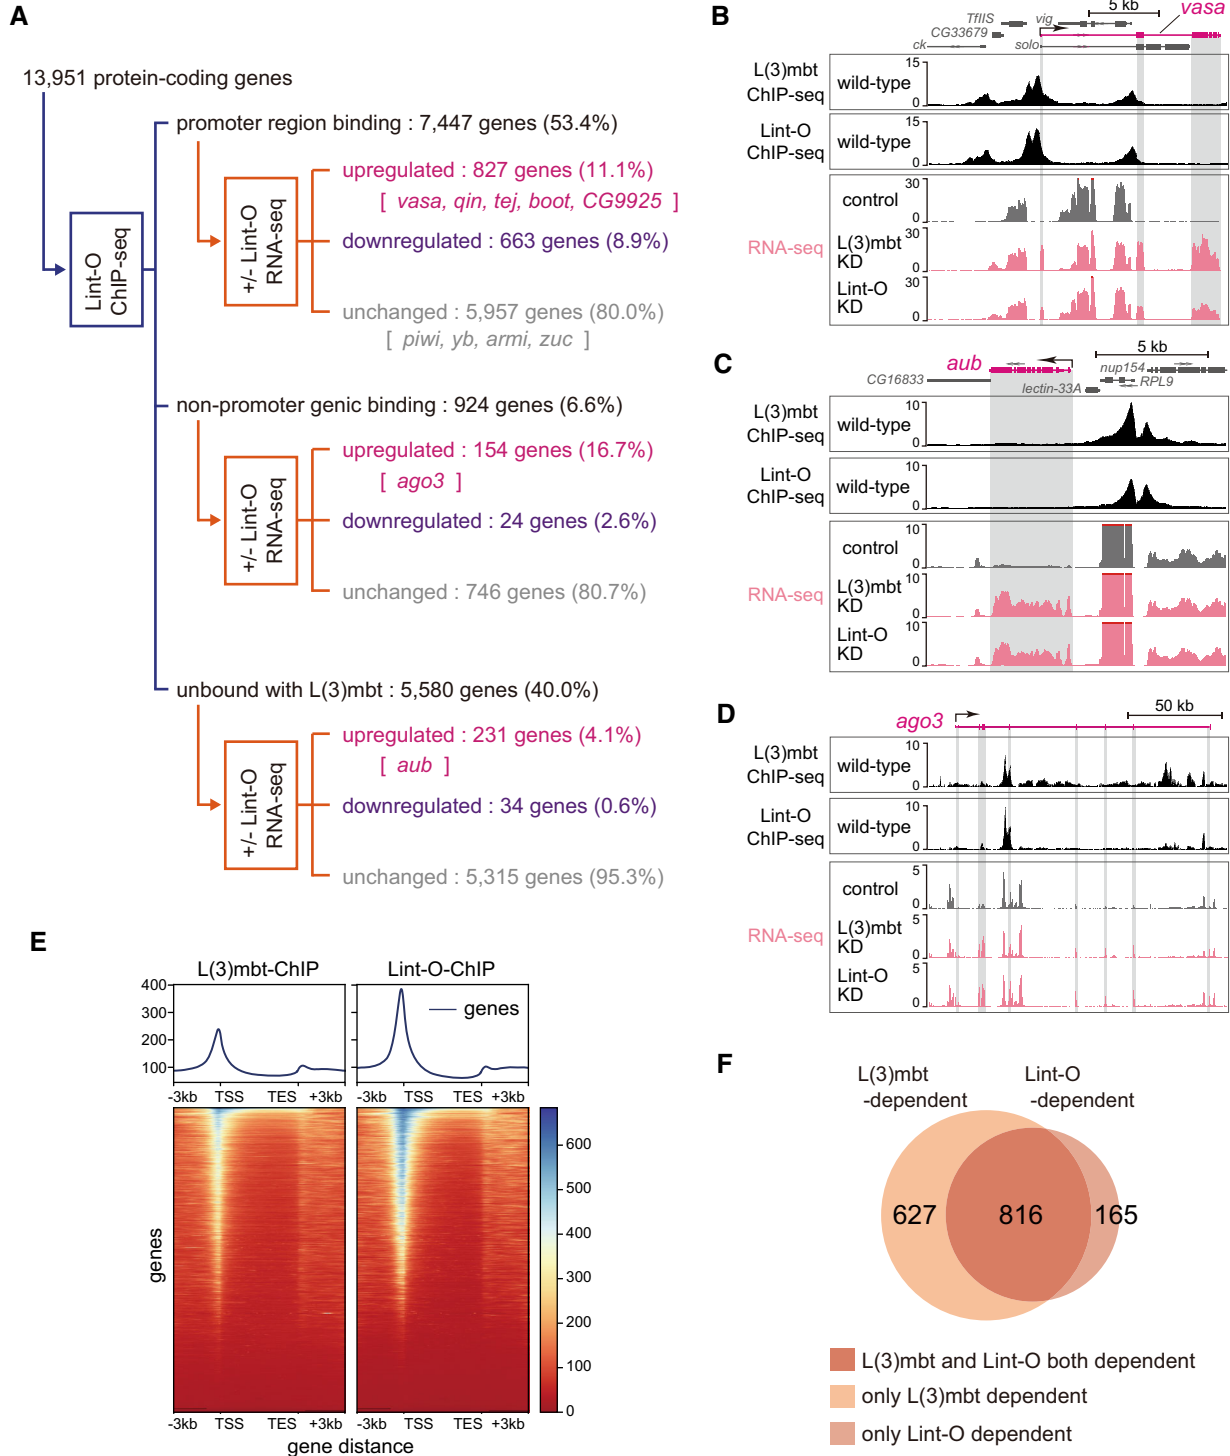 A
13,951 protein-coding genes
promoter region binding : 7,447 genes (53.4%)
upregulated : 827 genes (11.1%)
[ vasa, qin, tej, boot, CG9925 ]
+/- Lint-O
RNA-seq
downregulated : 663 genes (8.9%)
Lint-O
ChIP-seq
unchanged : 5,957 genes (80.0%)
[ piwi, yb, armi, zuc ]
non-promoter genic binding : 924 genes (6.6%)
upregulated : 154 genes (16.7%)
[ ago3 ]
+/- Lint-O
RNA-seq
downregulated : 24 genes (2.6%)
unchanged : 746 genes (80.7%)
unbound with L(3)mbt : 5,580 genes (40.0%)
upregulated : 231 genes (4.1%)
[ aub ]
+/- Lint-O
RNA-seq
downregulated : 34 genes (0.6%)
unchanged : 5,315 genes (95.3%)
B
5 kb
vasa
TfIIS
vig
CG33679
ck
solo
L(3)mbt
ChIP-seq
wild-type
15
0
Lint-O
ChIP-seq
wild-type
15
0
RNA-seq
control
30
0
L(3)mbt
KD
30
0
Lint-O
KD
30
0
C
5 kb
aub
CG16833
lectin-33A
nup154
RPL9
L(3)mbt
ChIP-seq
wild-type
10
0
Lint-O
ChIP-seq
wild-type
10
0
RNA-seq
control
10
0
L(3)mbt
KD
10
0
Lint-O
KD
10
0
D
50 kb
ago3
L(3)mbt
ChIP-seq
wild-type
10
0
Lint-O
ChIP-seq
wild-type
10
0
RNA-seq
control
5
0
L(3)mbt
KD
5
0
Lint-O
KD
5
0
E
L(3)mbt-ChIP
Lint-O-ChIP
400
300
200
100
genes
-3kb TSS TES +3kb
-3kb TSS TES +3kb
genes
600
500
400
300
200
100
0
-3kb TSS TES +3kb
-3kb TSS TES +3kb
gene distance
F
L(3)mbt
-dependent
Lint-O
-dependent
627
816
165
L(3)mbt and Lint-O both dependent
only L(3)mbt dependent
only Lint-O dependent